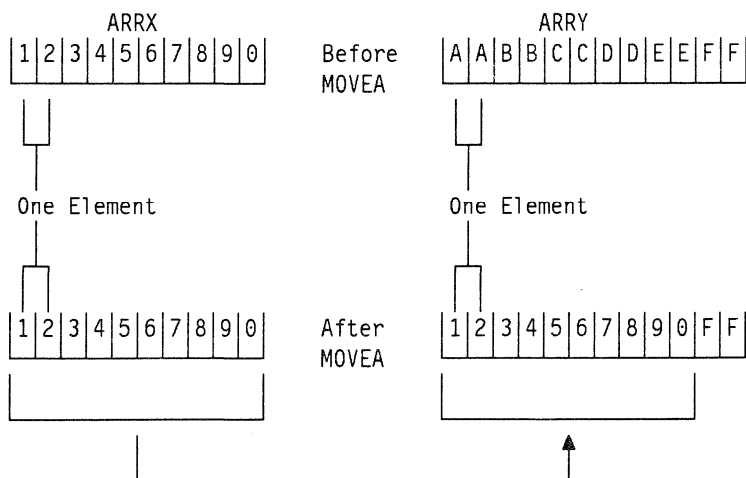 ARRX ARRY
1 2 3 4 5 6 7 8 9 0 Before A A B B C C D D E E F F
MOVEA
One Element One Element
1 2 3 4 5 6 7 8 9 0 After 1 2 3 4 5 6 7 8 9 0 F F
MOVEA